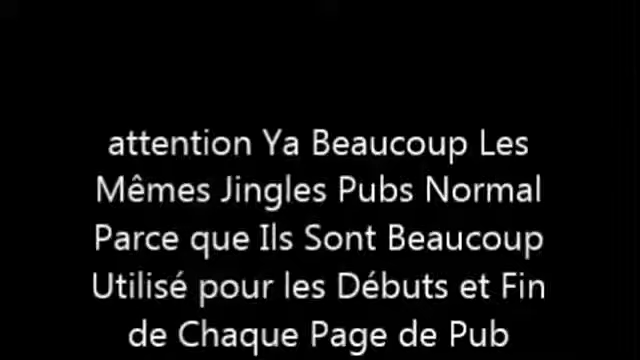 attention Ya Beaucoup Les
Mêmes Jingles Pubs Normal
Parce que Ils Sont Beaucoup
Utilisé pour les Débuts et Fin
de Chaque Page de Pub